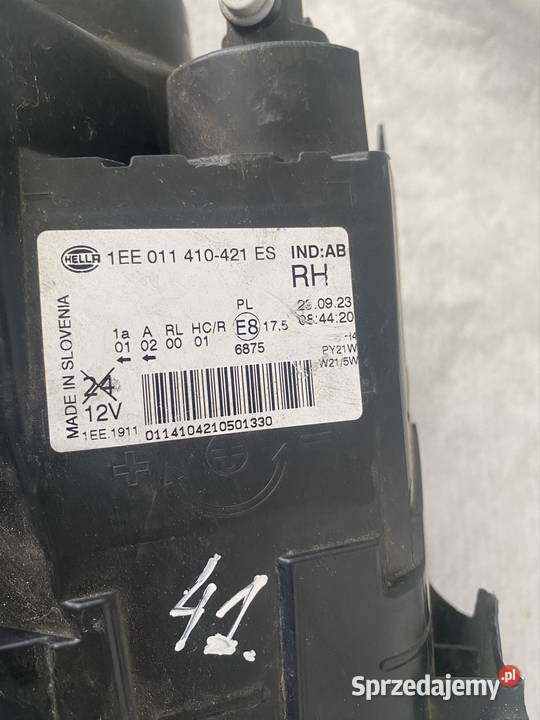 HELLA 1EE 011 410-421 ES IND:AB
RH
PL 23.09.23
1a A RL HC/R E8 17,5 08:44:20
01 02 00 01 6875 H4
PY21W
W21/5W
MADE IN SLOVENIA
24
12V
1EE.1911 0114104210501330
41
Sprzedajemy.pl